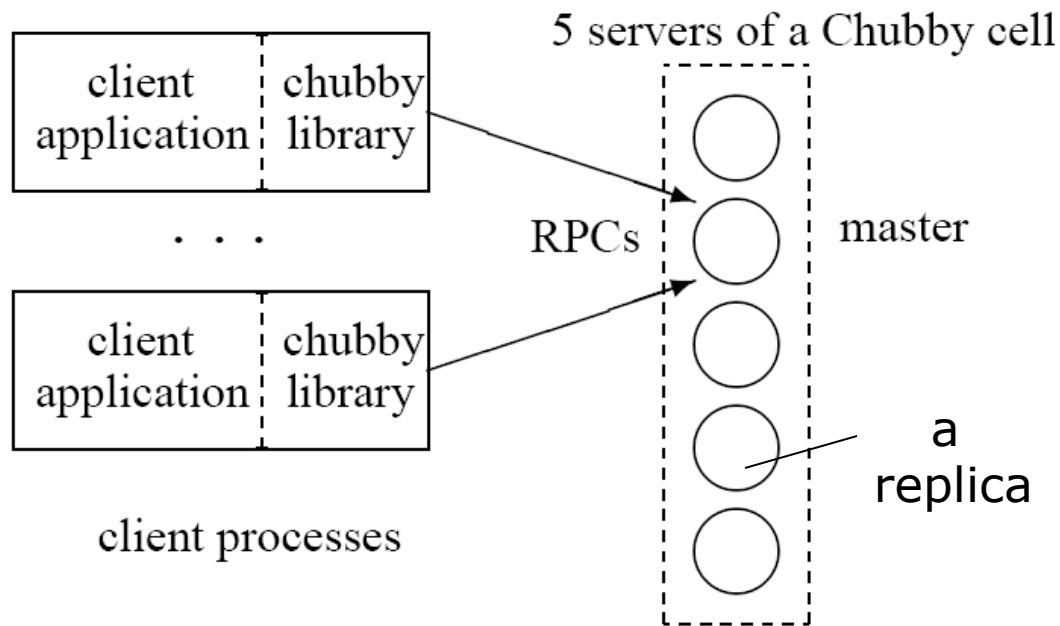 5 servers of a Chubby cell
client
application
chubby
library
. . .
RPCs
master
client
application
chubby
library
a
replica
client processes